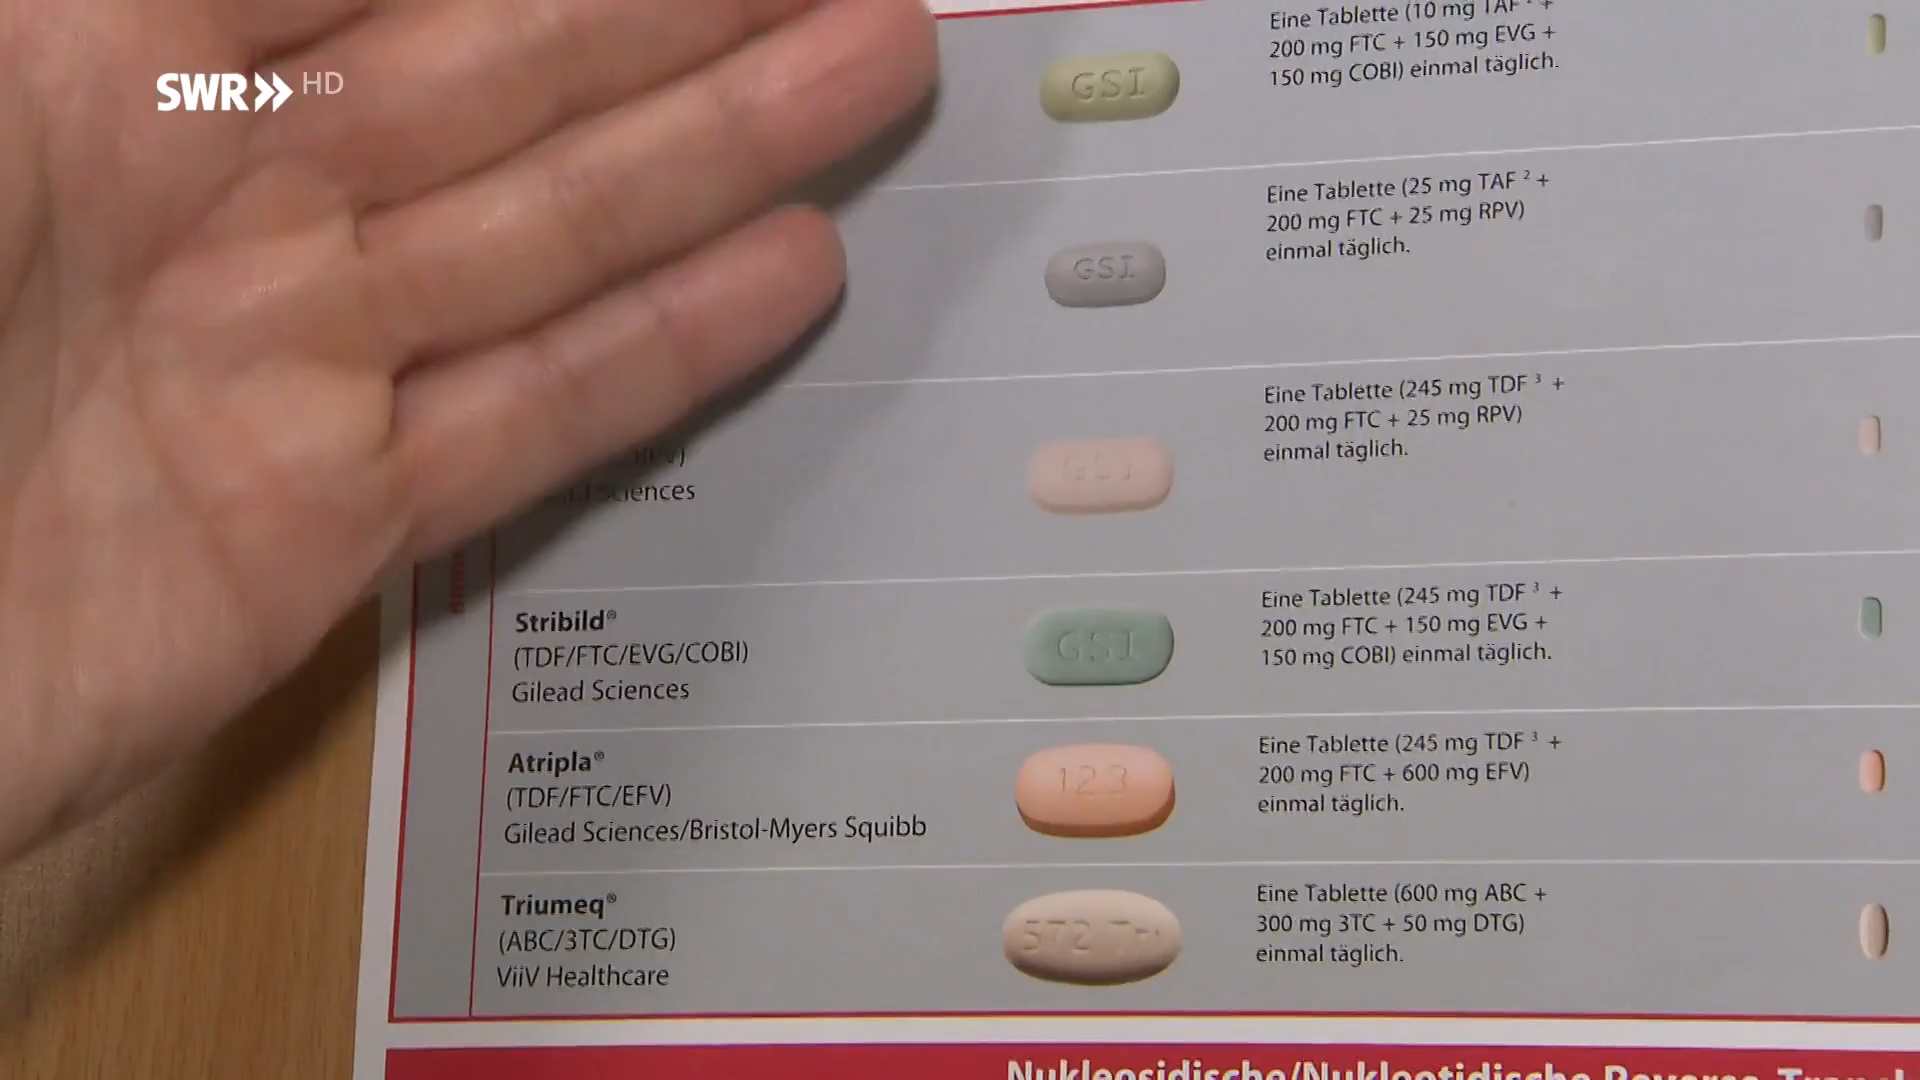 SWR» HD
GSI
Eine Tablette (10 mg TAF ² +
200 mg FTC + 150 mg EVG +
150 mg COBI) einmal täglich.
GSI
Eine Tablette (25 mg TAF ² +
200 mg FTC + 25 mg RPV)
einmal täglich.
Sciences
GSI
Eine Tablette (245 mg TDF ³ +
200 mg FTC + 25 mg RPV)
einmal täglich.
Stribild®
(TDF/FTC/EVG/COBI)
Gilead Sciences
GSI
Eine Tablette (245 mg TDF ³ +
200 mg FTC + 150 mg EVG +
150 mg COBI) einmal täglich.
Atripla®
(TDF/FTC/EFV)
Gilead Sciences/Bristol-Myers Squibb
123
Eine Tablette (245 mg TDF ³ +
200 mg FTC + 600 mg EFV)
einmal täglich.
Triumeq®
(ABC/3TC/DTG)
ViiV Healthcare
572
Eine Tablette (600 mg ABC +
300 mg 3TC + 50 mg DTG)
einmal täglich.
Nukleosidische/Nukleotidische Reverse